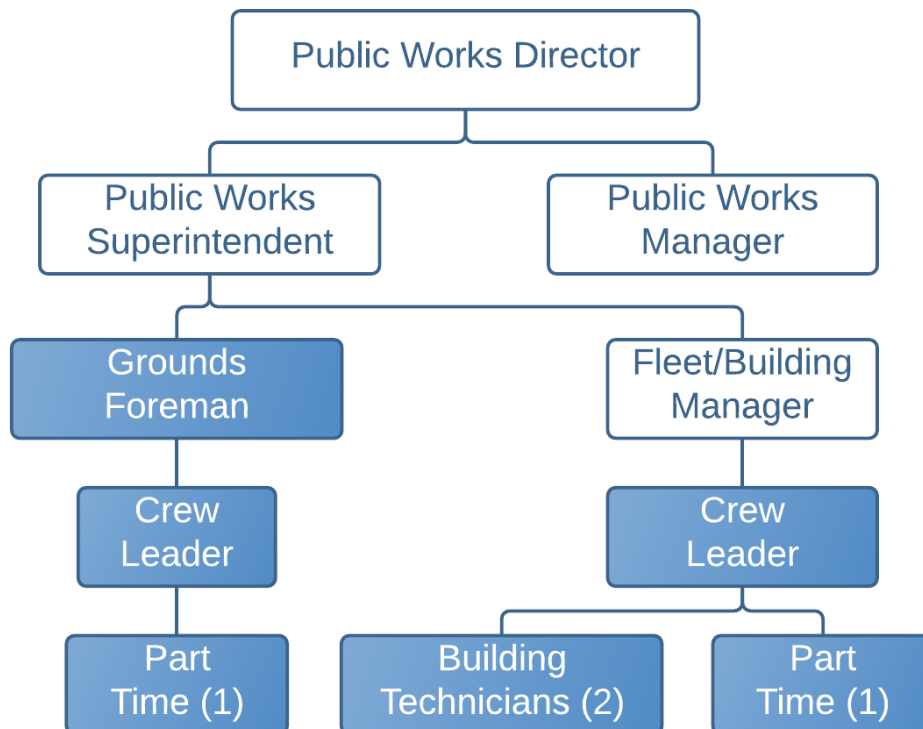 Public Works Director
Public Works
Superintendent
Public Works
Manager
Grounds
Foreman
Fleet/Building
Manager
Crew
Leader
Crew
Leader
Part
Time (1)
Building
Technicians (2)
Part
Time (1)